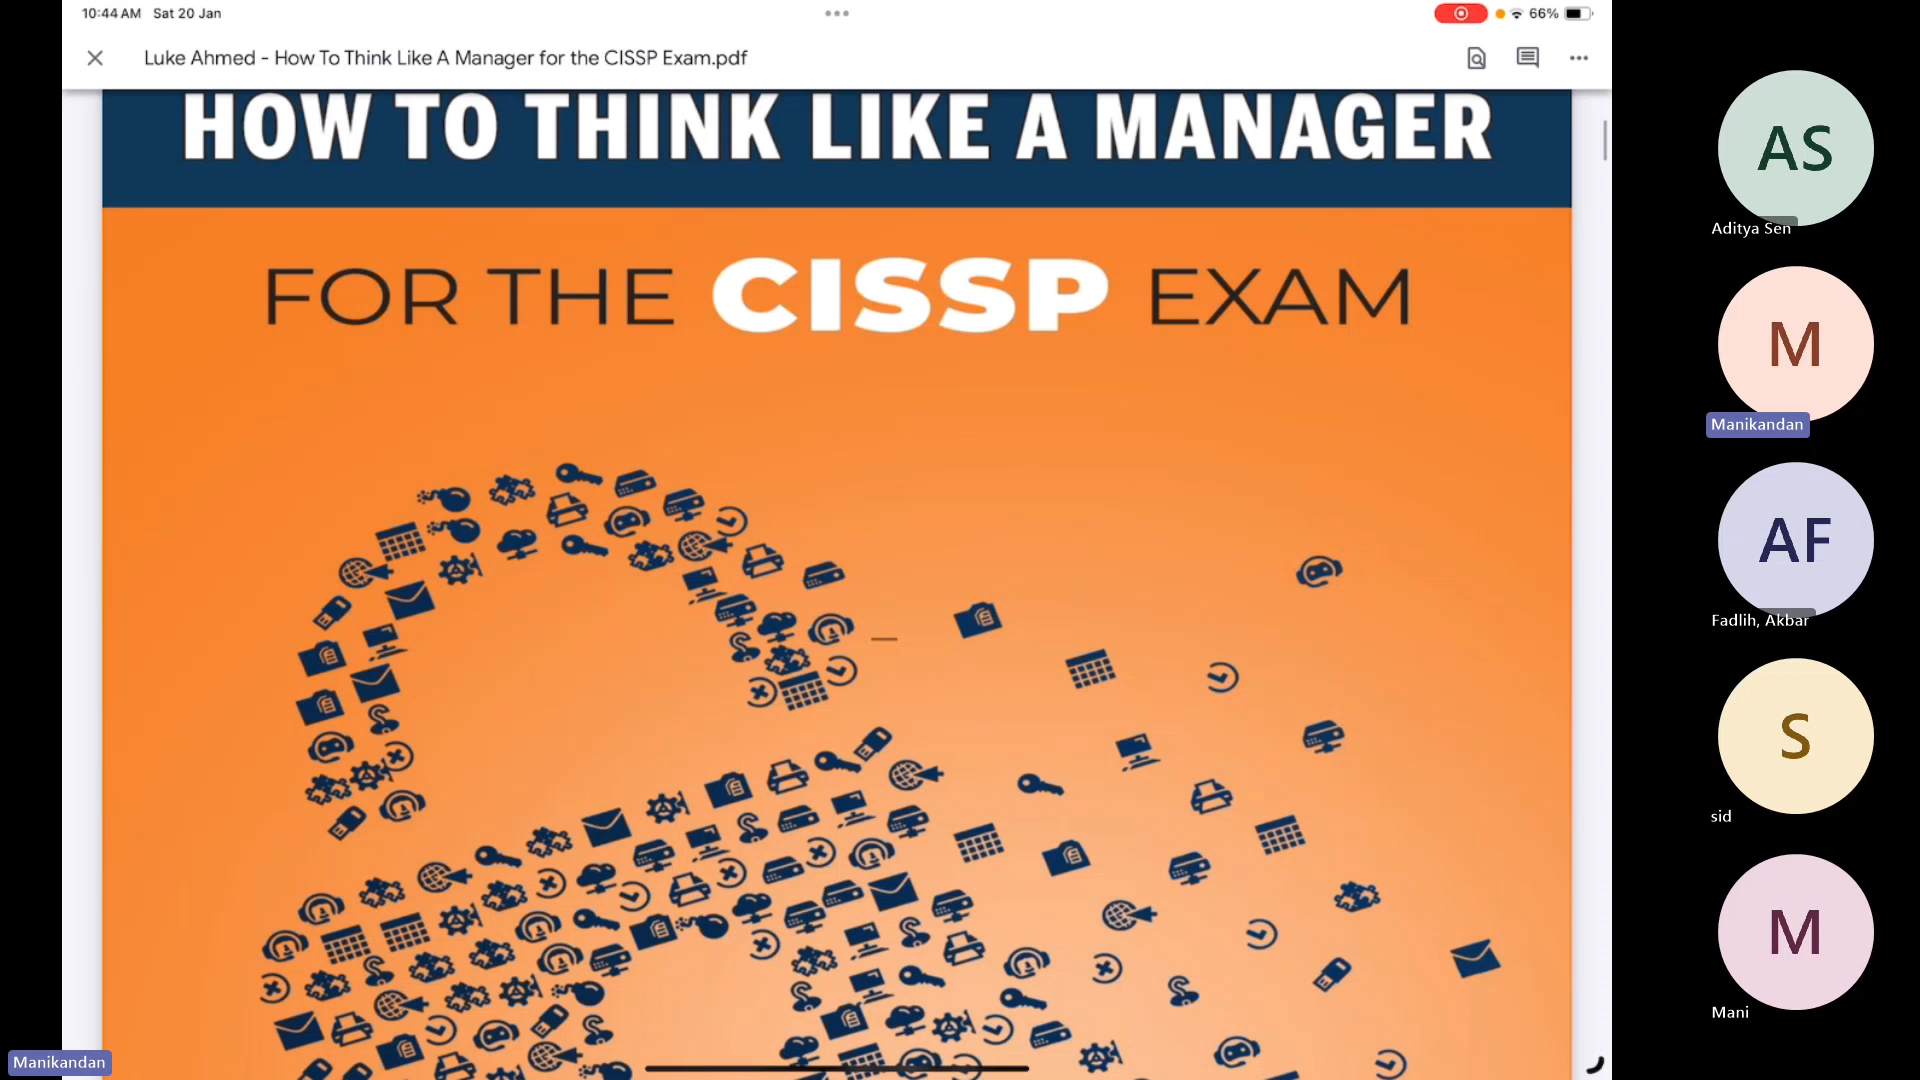 10:44 AM Sat 20 Jan
66%
Luke Ahmed - How To Think Like A Manager for the CISSP Exam.pdf
HOW TO THINK LIKE A MANAGER
FOR THE CISSP EXAM
AS
Aditya Sen
M
Manikandan
AF
Fadlih, Akbar
S
sid
M
Mani
Manikandan